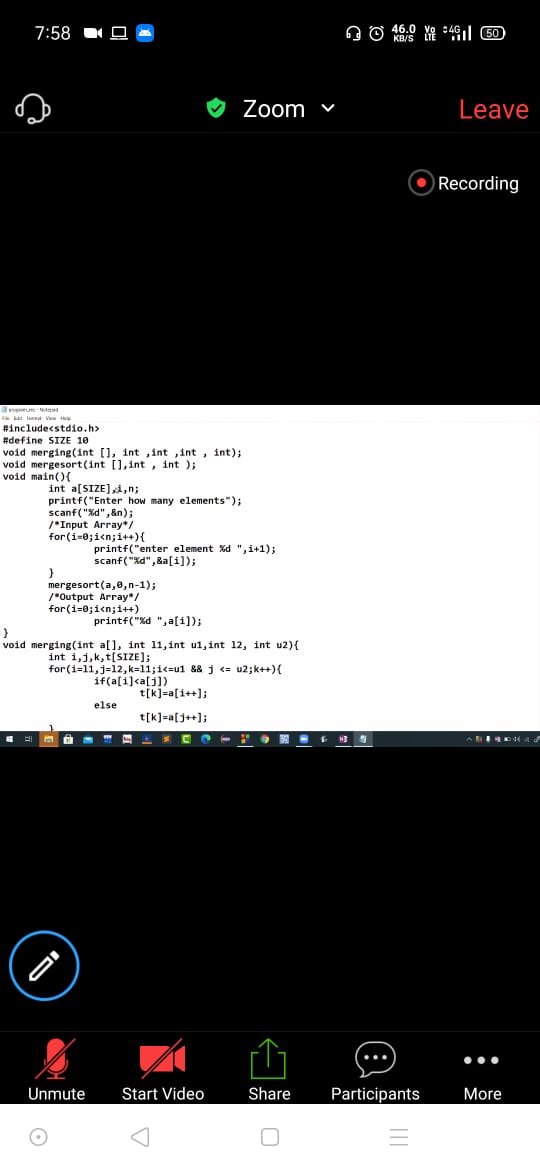 7:58
46.0 KB/S Vo LTE 4G 50
Zoom
Leave
Recording
program_ms - Notepad
File Edit Format View Help
#include<stdio.h>
#define SIZE 10
void merging(int [], int ,int ,int , int);
void mergesort(int [],int , int );
void main(){
int a[SIZE],i,n;
printf("Enter how many elements");
scanf("%d",&n);
/*Input Array*/
for(i=0;i<n;i++){
printf("enter element %d ",i+1);
scanf("%d",&a[i]);
}
mergesort(a,0,n-1);
/*Output Array*/
for(i=0;i<n;i++)
printf("%d ",a[i]);
}
void merging(int a[], int l1,int u1,int l2, int u2){
int i,j,k,t[SIZE];
for(i=l1,j=l2,k=l1;i<=u1 && j <= u2;k++){
if(a[i]<a[j])
t[k]=a[i++];
else
t[k]=a[j++];
}
Unmute
Start Video
Share
Participants
More